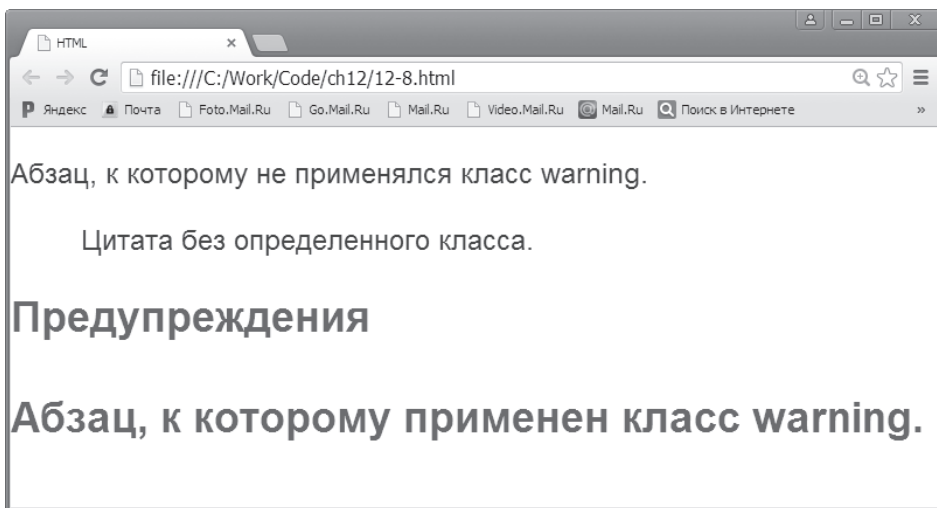 HTML
file:///C:/Work/Code/ch12/12-8.html
Яндекс Почта Foto.Mail.Ru Go.Mail.Ru Mail.Ru Video.Mail.Ru Mail.Ru Поиск в Интернете »
Абзац, к которому не применялся класс warning.
Цитата без определенного класса.
Предупреждения
Абзац, к которому применен класс warning.